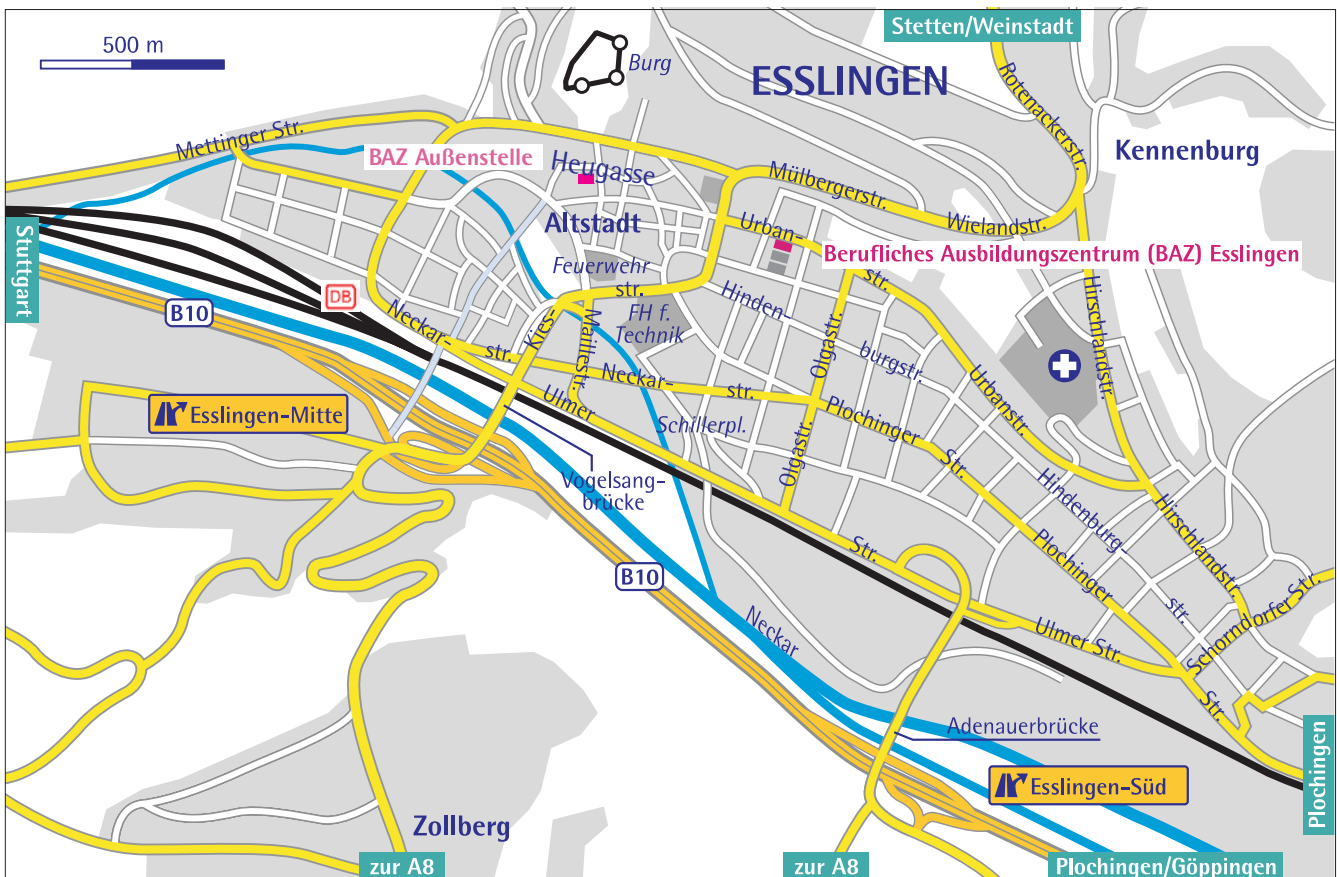 500 m
Burg
ESSLINGEN
Stetten/Weinstadt
Rotenackerstr.
Kennenburg
Mettinger Str.
BAZ Außenstelle
Heugasse
Mülbergerstr.
Wielandstr.
Altstadt
Urban-
str.
Berufliches Ausbildungszentrum (BAZ) Esslingen
Stuttgart
DB
B10
Feuerwehr
str.
FH f.
Technik
Hinden-
burgstr.
Hirschlandstr.
Neckar-
str.
Kies-
Maillestr.
Neckar-
str.
Olgastr.
Plochinger
Str.
Urbanstr.
Esslingen-Mitte
Ulmer
Schillerpl.
Olgastr.
Vogelsang-
brücke
Str.
Hindenburg-
str.
Hirschlandstr.
Plochinger
B10
Neckar
Ulmer Str.
Schorndorfer Str.
Str.
Adenauerbrücke
Esslingen-Süd
Plochingen
Zollberg
zur A8
zur A8
Plochingen/Göppingen